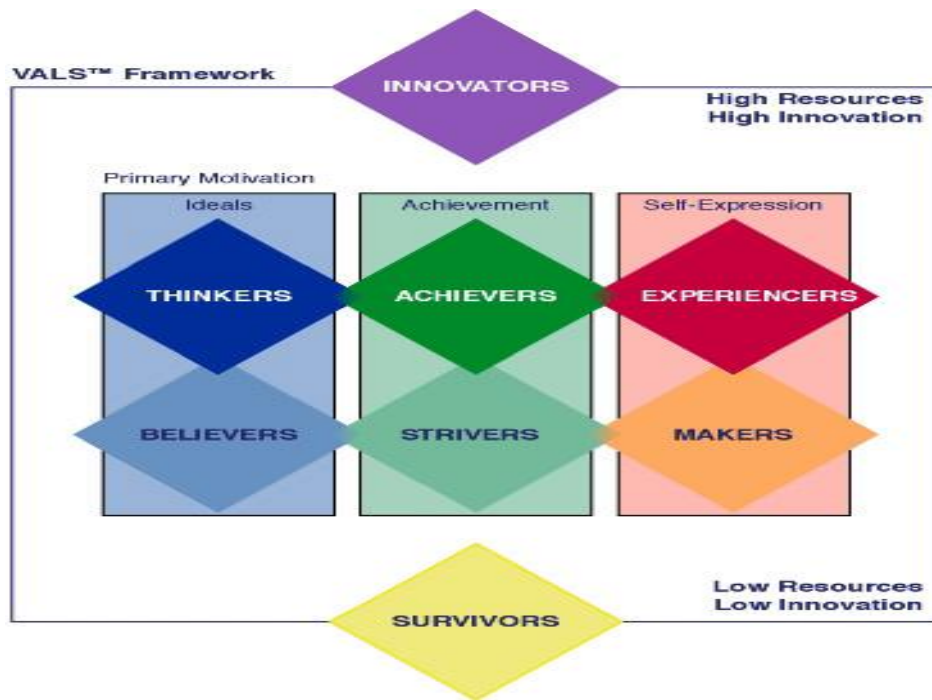 VALS™ Framework
INNOVATORS
High Resources
High Innovation
Primary Motivation
Ideals
Achievement
Self-Expression
THINKERS
ACHIEVERS
EXPERIENCERS
BELIEVERS
STRIVERS
MAKERS
Low Resources
Low Innovation
SURVIVORS